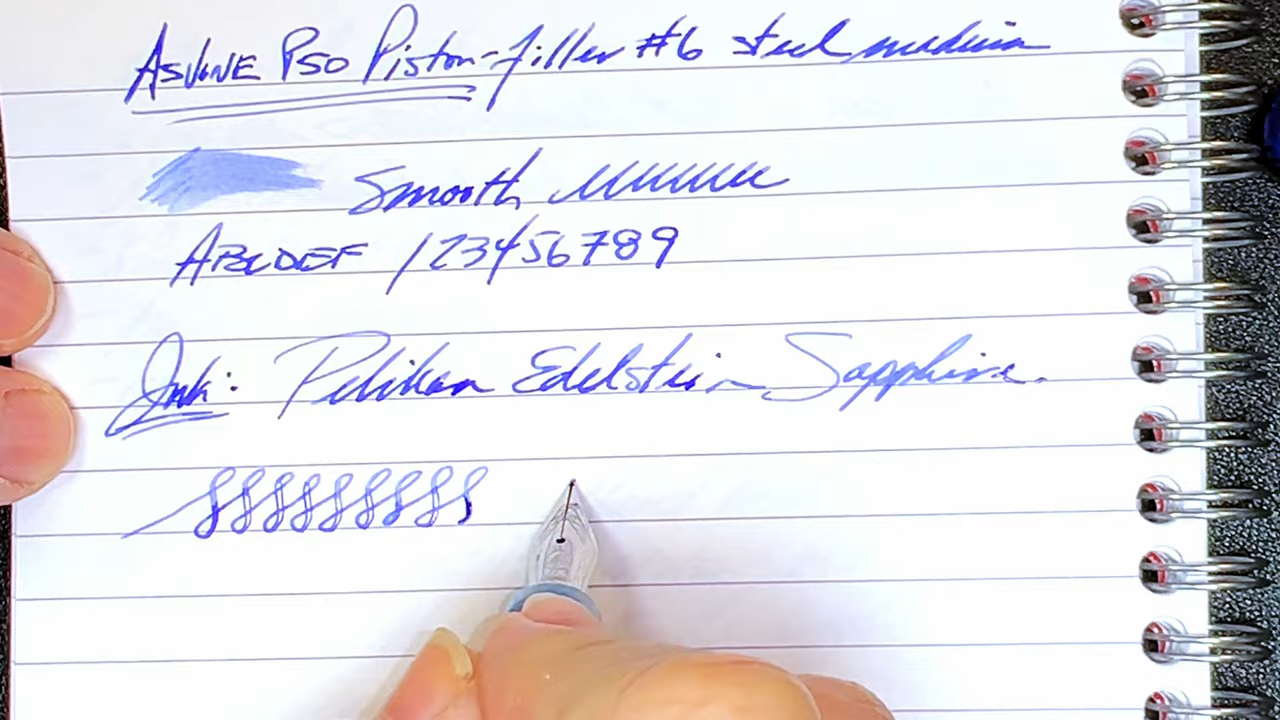 ASVINE P50 Piston-filler #6 steel medium
Smooth
ABCDEF 123456789
Ink: Pelikan Edelstein Sapphire.